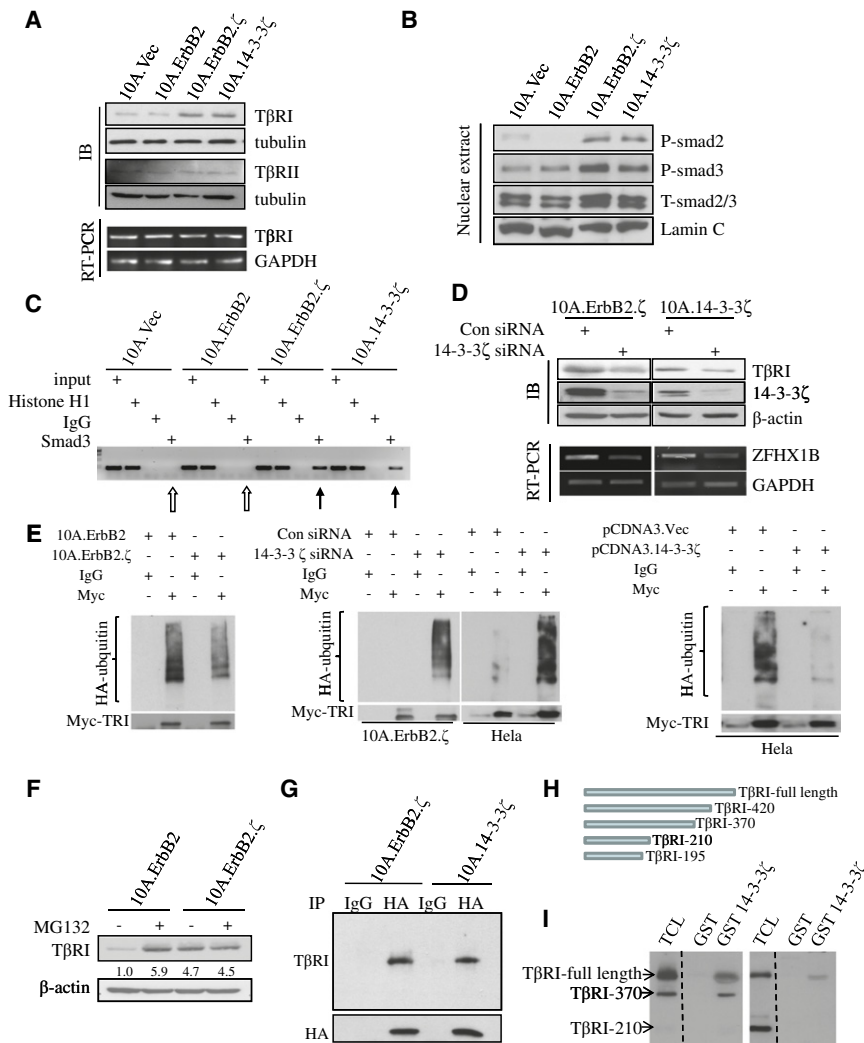 A
10A.Vec 10A.ErbB2 10A.ErbB2.ζ 10A.14-3-3ζ
IB
TβRI
tubulin
TβRII
tubulin
RT-PCR
TβRI
GAPDH
B
10A.Vec 10A.ErbB2 10A.ErbB2.ζ 10A.14-3-3ζ
Nuclear extract
P-smad2
P-smad3
T-smad2/3
Lamin C
C
10A.Vec 10A.ErbB2 10A.ErbB2.ζ 10A.14-3-3ζ
input + + + +
Histone H1 + + + +
IgG + + + +
Smad3 + + + +
D
10A.ErbB2.ζ 10A.14-3-3ζ
Con siRNA + +
14-3-3ζ siRNA + +
IB
TβRI
14-3-3ζ
β-actin
RT-PCR
ZFHX1B
GAPDH
E
10A.ErbB2 + + - -
10A.ErbB2.ζ - - + +
IgG + - + -
Myc - + - +
HA-ubquitin
Myc-TRI
Con siRNA + + - - + + - -
14-3-3 ζ siRNA - - + + - - + +
IgG + - + - + - + -
Myc - + - + - + - +
HA-ubquitin
Myc-TRI
10A.ErbB2.ζ Hela
pCDNA3.Vec + + - -
pCDNA3.14-3-3ζ - - + +
IgG + - + -
Myc - + - +
HA-ubquitin
Myc-TRI
Hela
F
10A.ErbB2 10A.ErbB2.ζ
MG132 - + - +
TβRI
1.0 5.9 4.7 4.5
β-actin
G
10A.ErbB2.ζ 10A.14-3-3ζ
IP IgG HA IgG HA
TβRI
HA
H
TβRI-full length
TβRI-420
TβRI-370
TβRI-210
TβRI-195
I
TCL GST GST 14-3-3ζ TCL GST GST 14-3-3ζ
TβRI-full length
TβRI-370
TβRI-210